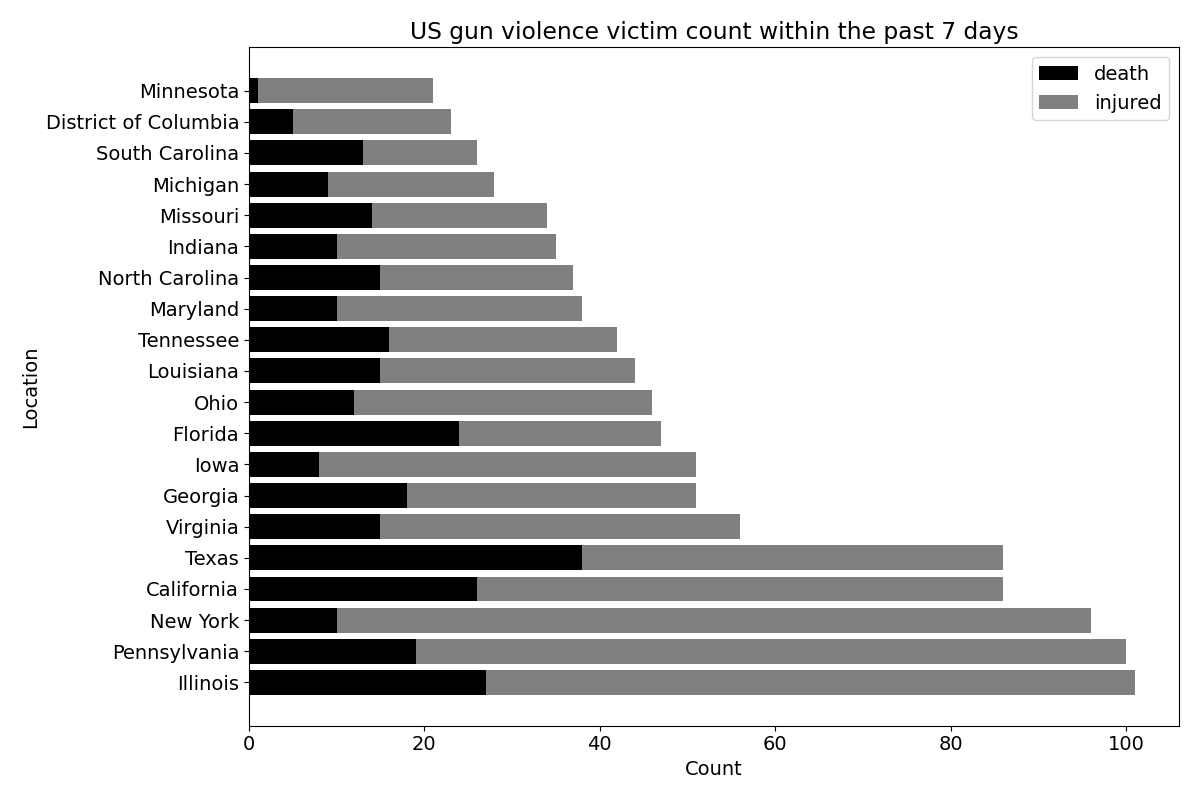 US gun violence victim count within the past 7 days
death
injured
Location
Minnesota
District of Columbia
South Carolina
Michigan
Missouri
Indiana
North Carolina
Maryland
Tennessee
Louisiana
Ohio
Florida
Iowa
Georgia
Virginia
Texas
California
New York
Pennsylvania
Illinois
0 20 40 60 80 100
Count